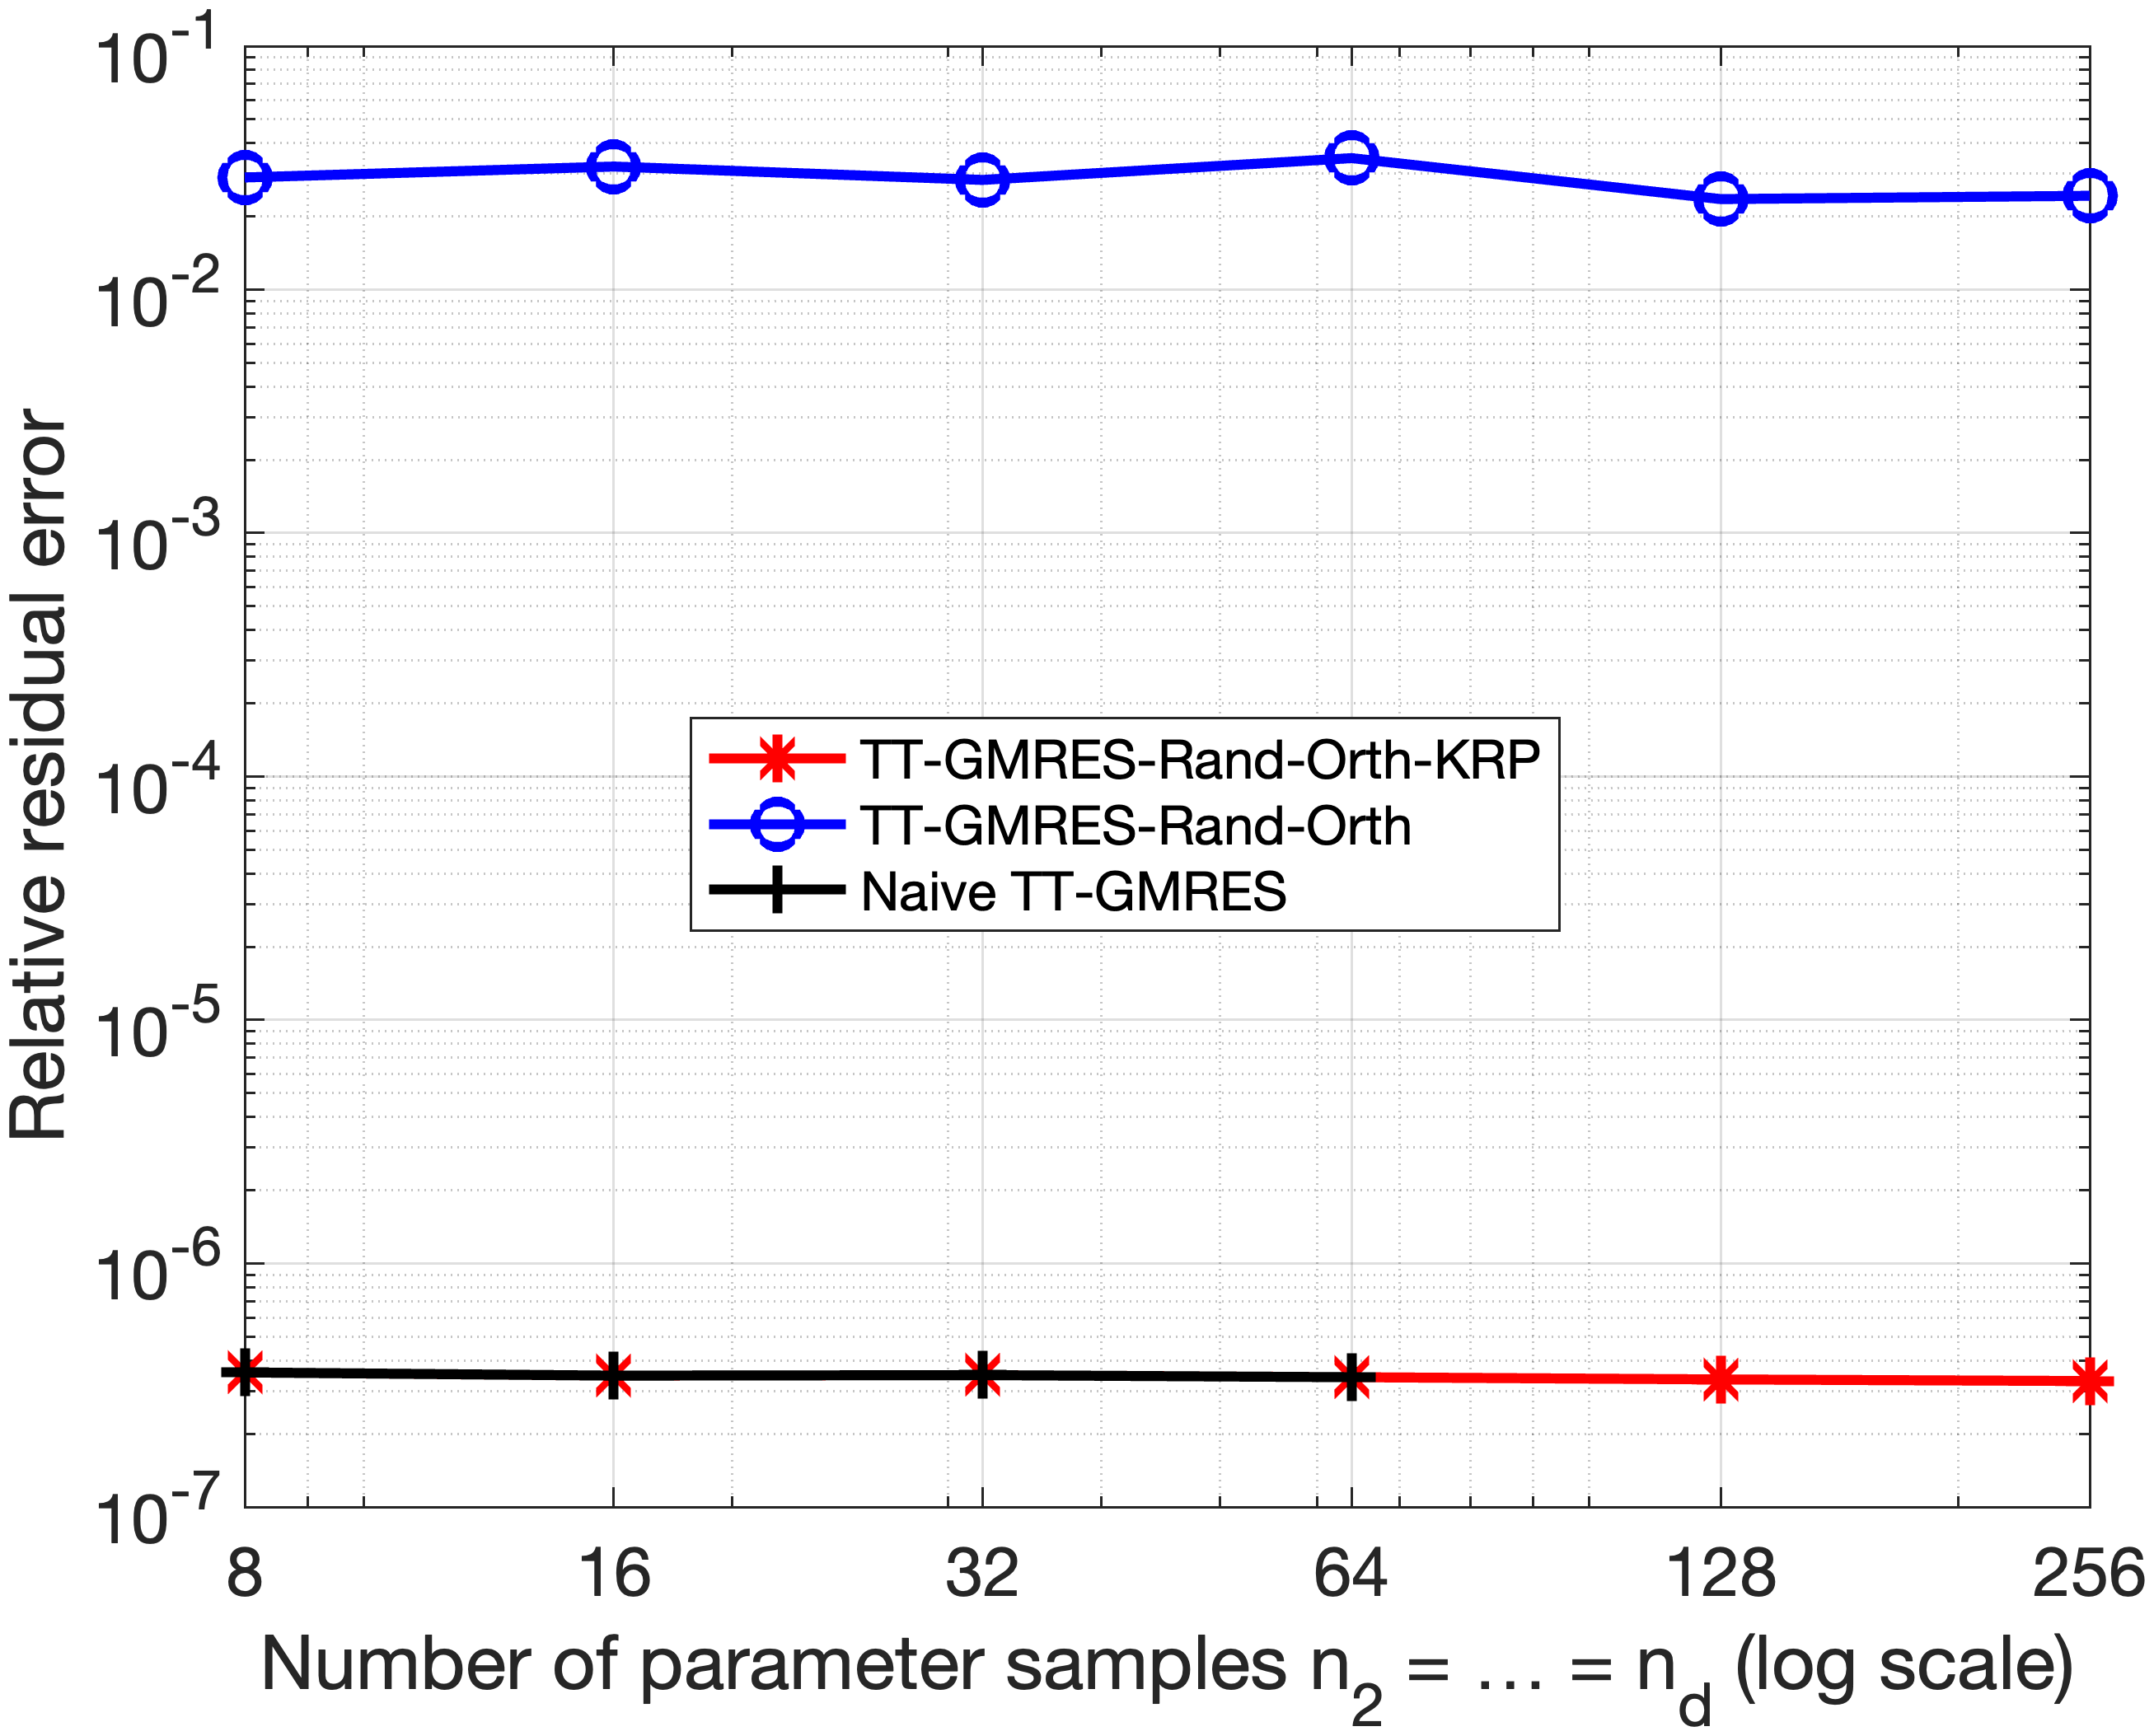 10^-1
10^-2
10^-3
10^-4
10^-5
10^-6
10^-7
Relative residual error
TT-GMRES-Rand-Orth-KRP
TT-GMRES-Rand-Orth
Naive TT-GMRES
8 16 32 64 128 256
Number of parameter samples n_2 = ... = n_d (log scale)